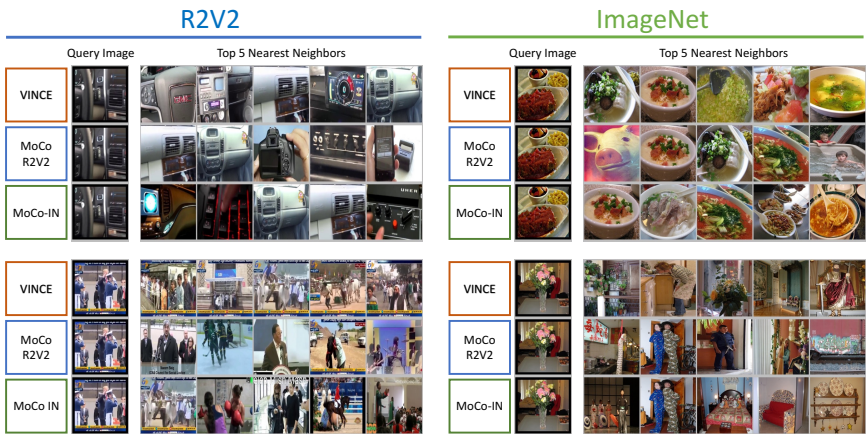 R2V2
ImageNet
Query Image Top 5 Nearest Neighbors
Query Image Top 5 Nearest Neighbors
VINCE
VINCE
MoCo
R2V2
MoCo
R2V2
MoCo-IN
MoCo-IN
VINCE
VINCE
MoCo
R2V2
MoCo
R2V2
MoCo IN
MoCo-IN